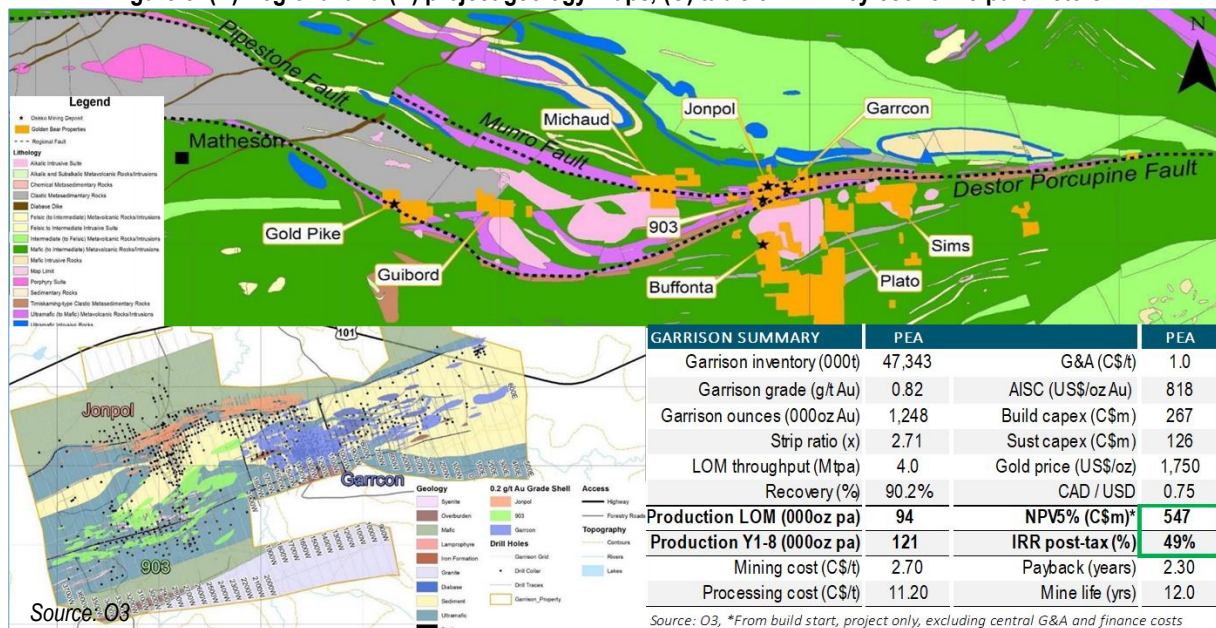 Legend
Osisko Mining Deposit
Golden Bear Properties
Regional Fault
Lithology
Alkalic Intrusive Suite
Alkalic and Subalkalic Metavolcanic Rocks/Intrusions
Chemical Metasedimentary Rocks
Clastic Metasedimentary Rocks
Diabase Dike
Felsic (to Intermediate) Metavolcanic Rocks/Intrusions
Felsic to Intermediate Intrusive Suite
Intermediate (to Felsic) Metavolcanic Rocks/Intrusions
Mafic (to Intermediate) Metavolcanic Rocks/Intrusions
Mafic Intrusive Rocks
Map Limit
Porphyry Suite
Sedimentary Rocks
Timiskaming-type Clastic Metasedimentary Rocks
Ultramafic (to Mafic) Metavolcanic Rocks/Intrusions
Ultramafic Intrusive Rocks
N
Pipestone Fault
Matheson
Munro Fault
Michaud
Jonpol
Garrcon
Destor Porcupine Fault
Gold Pike
Guibord
903
Buffonta
Plato
Sims
101
Jonpol
Garrcon
903
600E
Geology
Syenite
Overburden
Mafic
Lamprophyre
Iron Formation
Granite
Diabase
Sediment
Ultramafic
0.2 g/t Au Grade Shell
Jonpol
903
Garrcon
Drill Holes
Garrison Grid
Drill Collar
Drill Traces
Garrison_Property
Access
Highway
Forestry Roads
Topography
Contours
Rivers
Lakes
Source: O3
GARRISON SUMMARY PEA PEA
Garrison inventory (000t) 47,343 G&A (C$/t) 1.0
Garrison grade (g/t Au) 0.82 AISC (US$/oz Au) 818
Garrison ounces (000oz Au) 1,248 Build capex (C$m) 267
Strip ratio (x) 2.71 Sust capex (C$m) 126
LOM throughput (Mtpa) 4.0 Gold price (US$/oz) 1,750
Recovery (%) 90.2% CAD / USD 0.75
Production LOM (000oz pa) 94 NPV5% (C$m)* 547
Production Y1-8 (000oz pa) 121 IRR post-tax (%) 49%
Mining cost (C$/t) 2.70 Payback (years) 2.30
Processing cost (C$/t) 11.20 Mine life (yrs) 12.0
Source: O3, *From build start, project only, excluding central G&A and finance costs